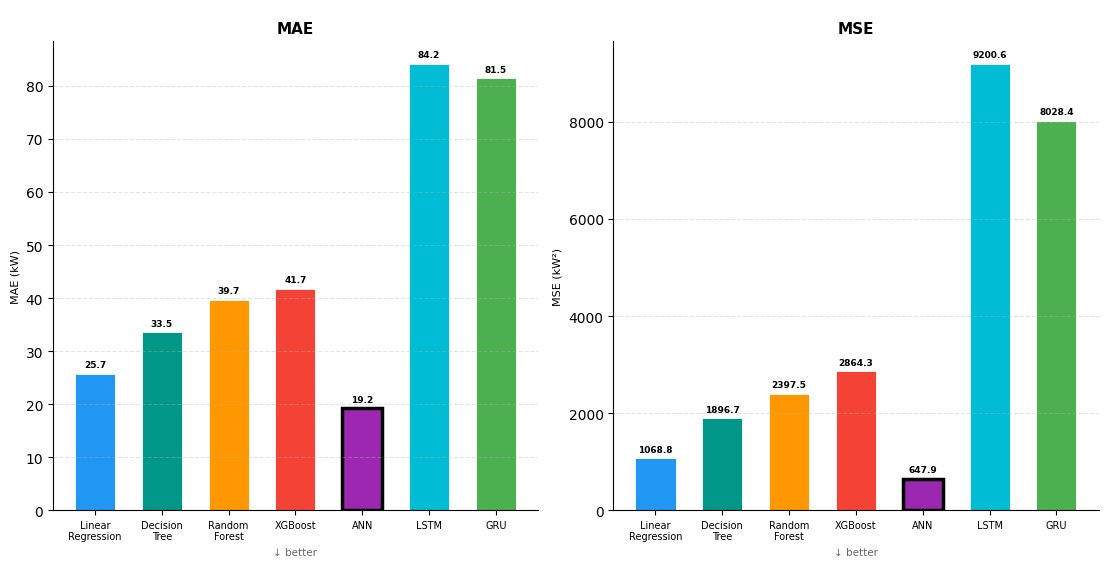 MAE
MAE (kW)
80
70
60
50
40
30
20
10
0
25.7
33.5
39.7
41.7
19.2
84.2
81.5
Linear
Regression
Decision
Tree
Random
Forest
XGBoost
ANN
LSTM
GRU
↓ better
MSE
MSE (kW²)
8000
6000
4000
2000
0
1068.8
1896.7
2397.5
2864.3
647.9
9200.6
8028.4
Linear
Regression
Decision
Tree
Random
Forest
XGBoost
ANN
LSTM
GRU
↓ better